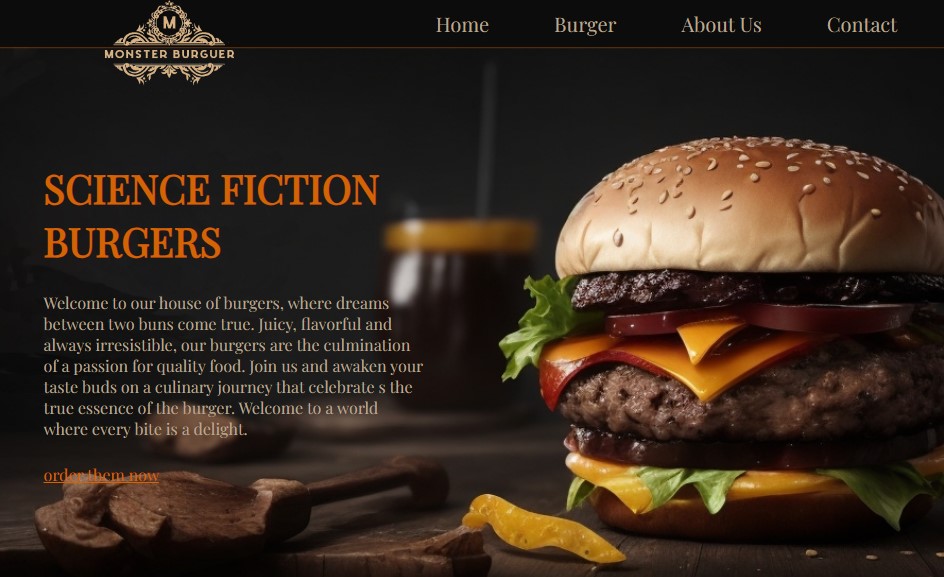 M
MONSTER BURGUER
Home Burger About Us Contact
SCIENCE FICTION
BURGERS
Welcome to our house of burgers, where dreams
between two buns come true. Juicy, flavorful and
always irresistible, our burgers are the culmination
of a passion for quality food. Join us and awaken your
taste buds on a culinary journey that celebrate s the
true essence of the burger. Welcome to a world
where every bite is a delight.
order them now